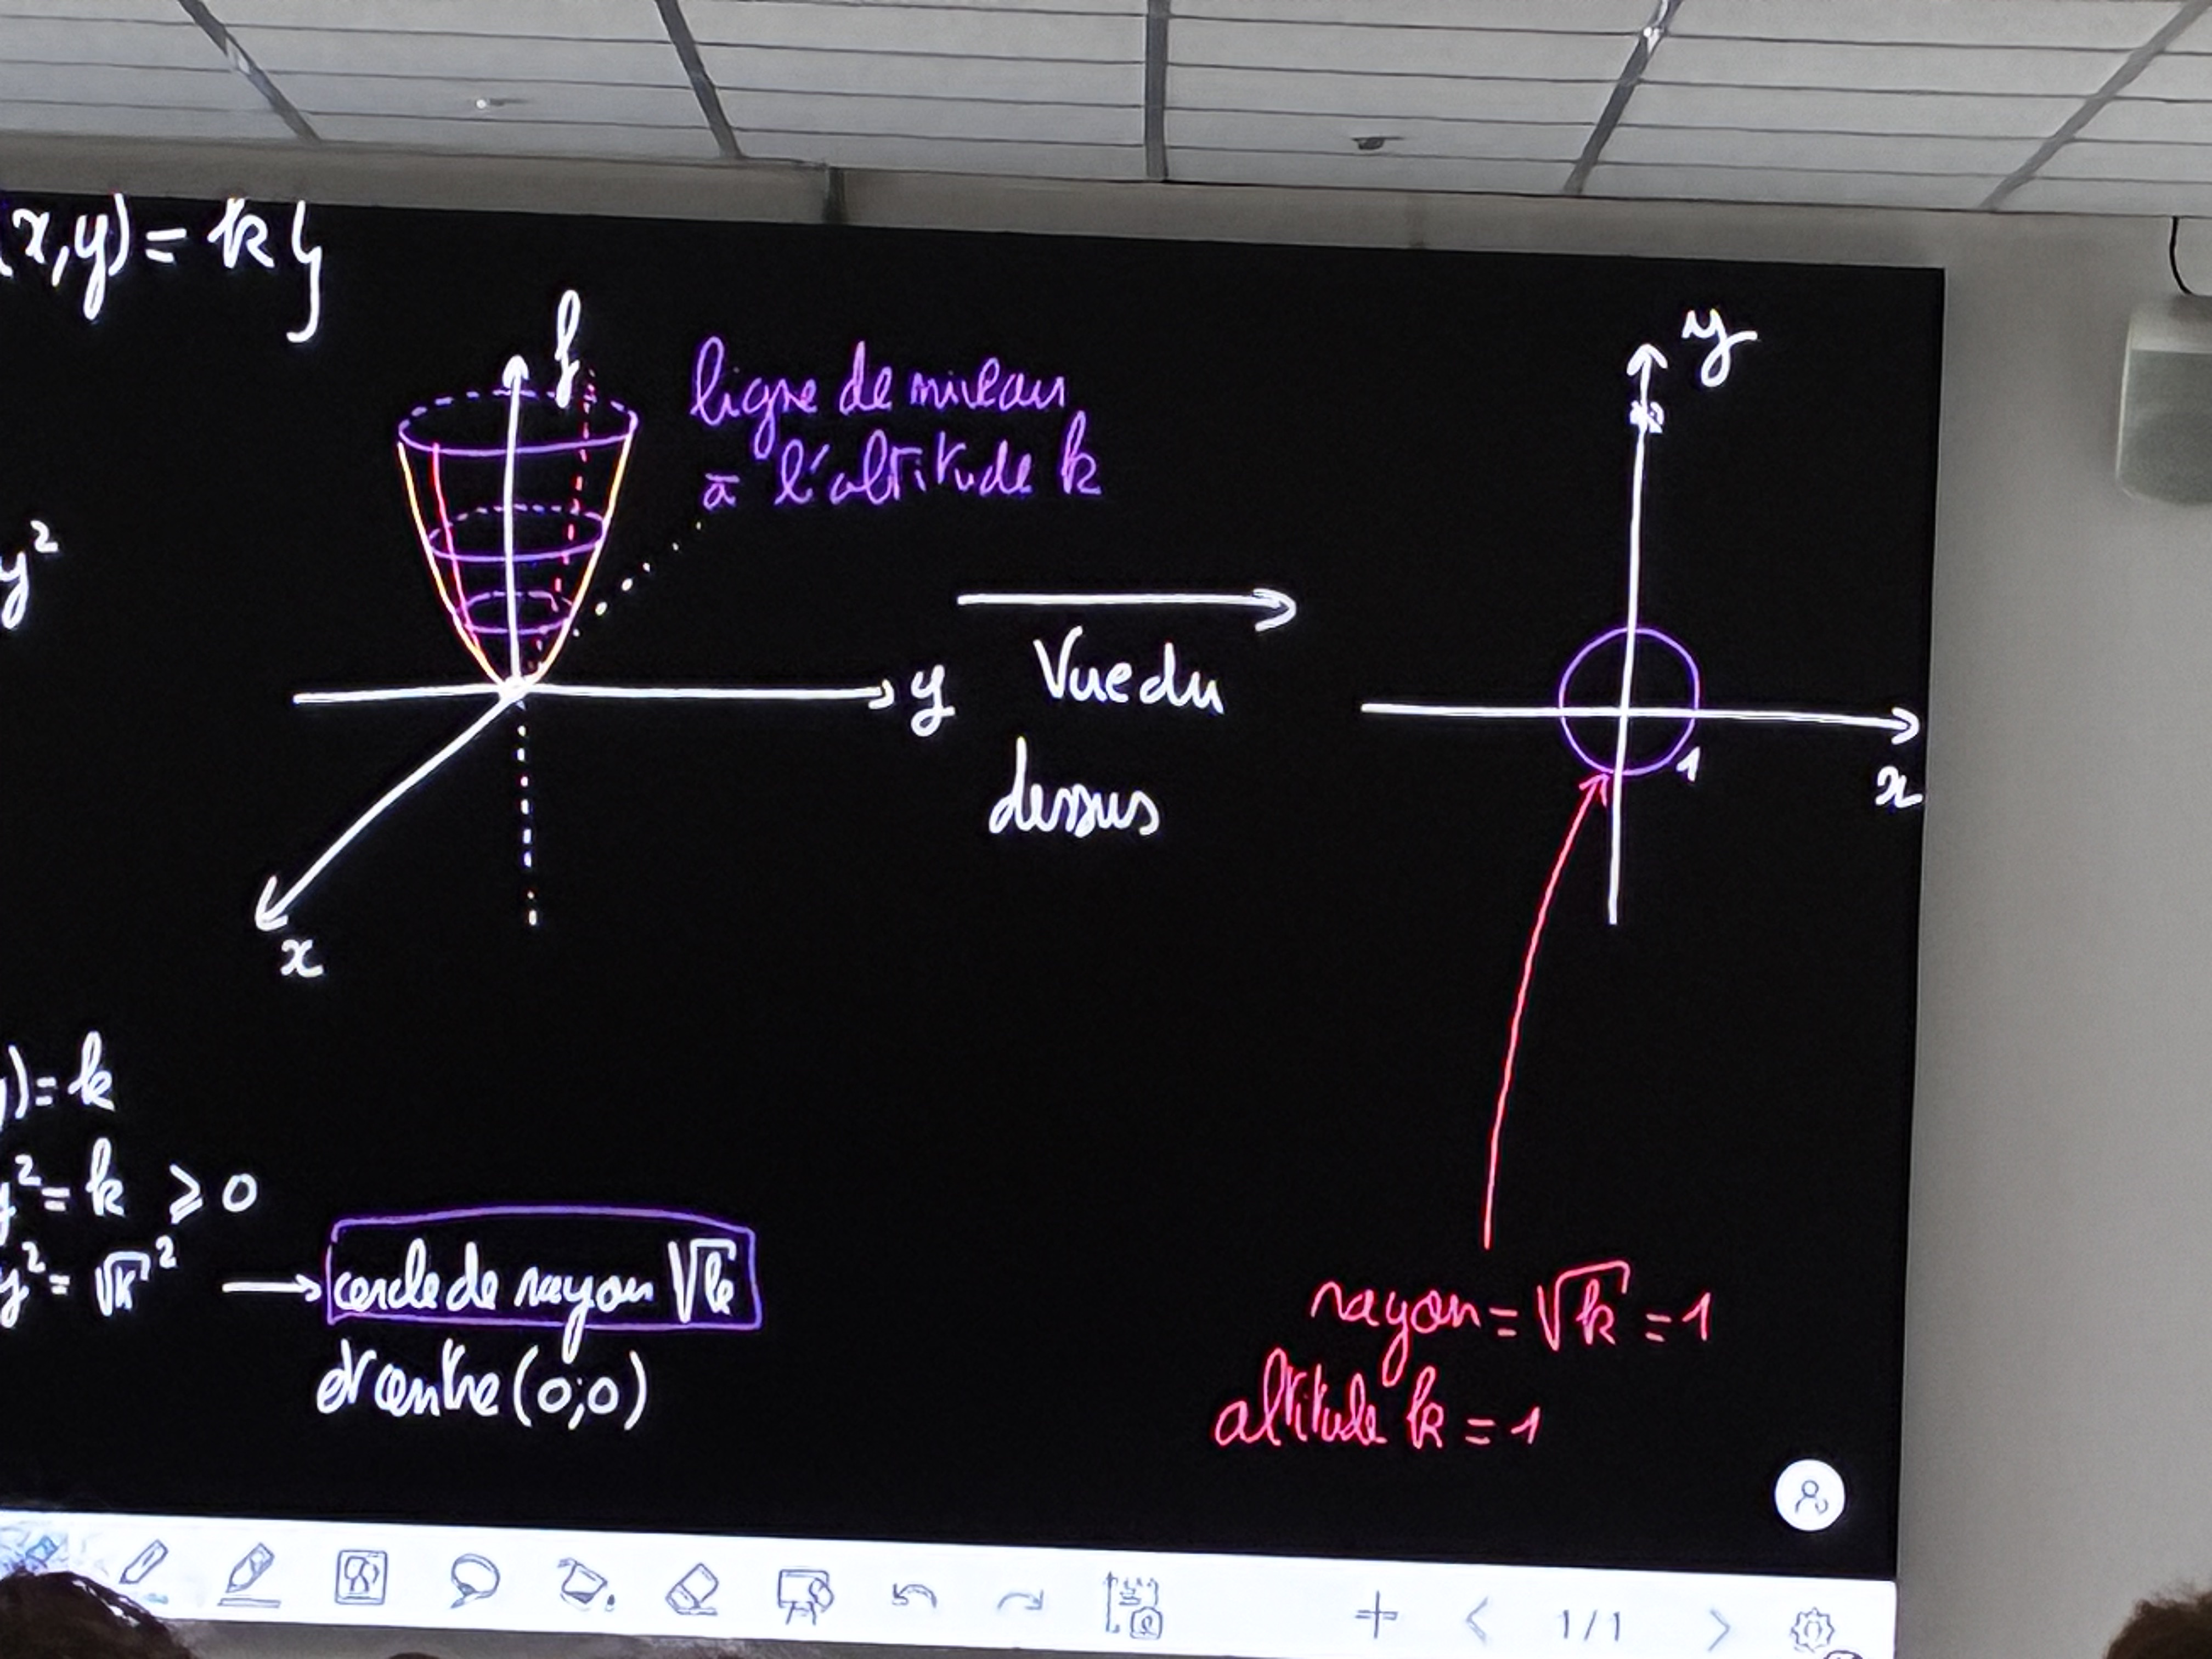 (x,y) = k}
f
ligne de niveau
à l'altitude k
y
y²
y
Vue du
dessus
1
x
x
) = k
y² = k ⩾ 0
y² = √k² → cercle de rayon √k
et centre (0;0)
rayon = √k = 1
altitude k = 1
1/1